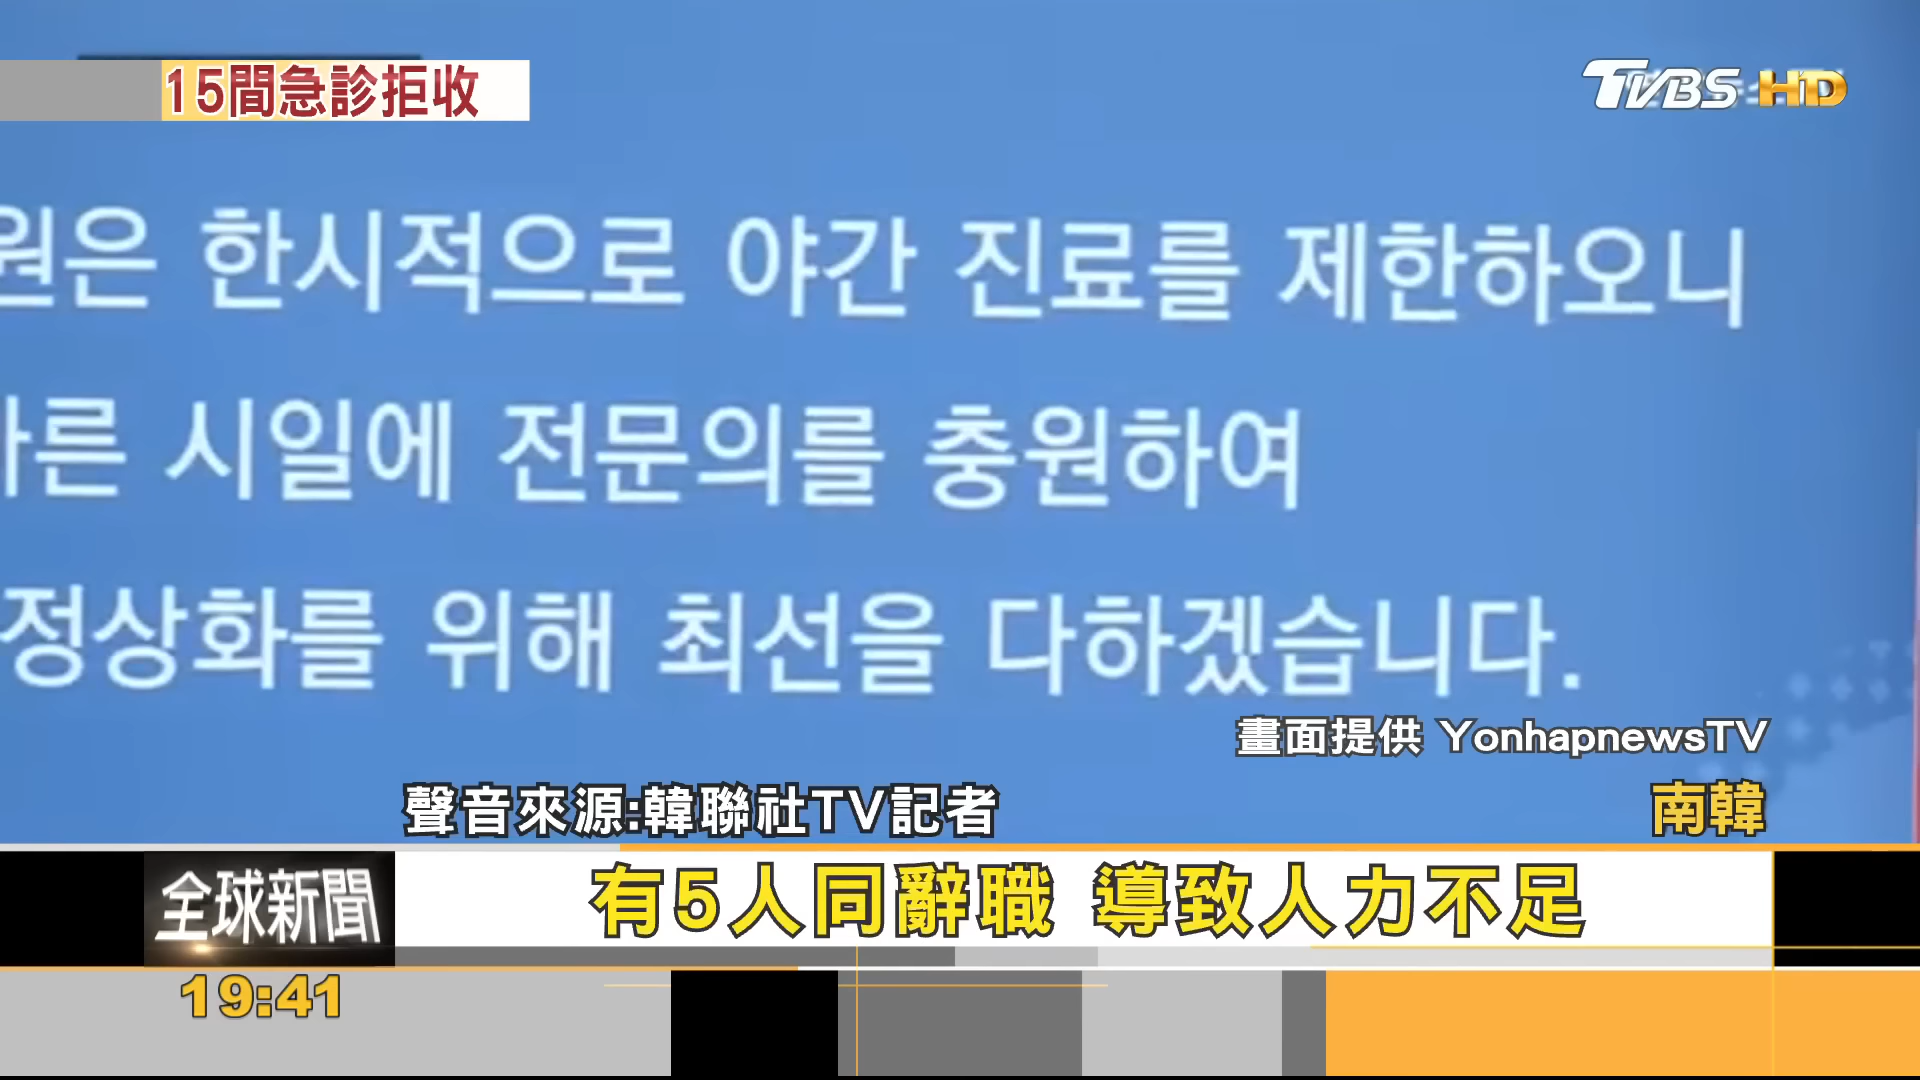 15間急診拒收
TVBS HD
원은 한시적으로 야간 진료를 제한하오니
른 시일에 전문의를 충원하여
정상화를 위해 최선을 다하겠습니다.
畫面提供 YonhapnewsTV
聲音來源:韓聯社TV記者
南韓
全球新聞
有5人同辭職 導致人力不足
19:41